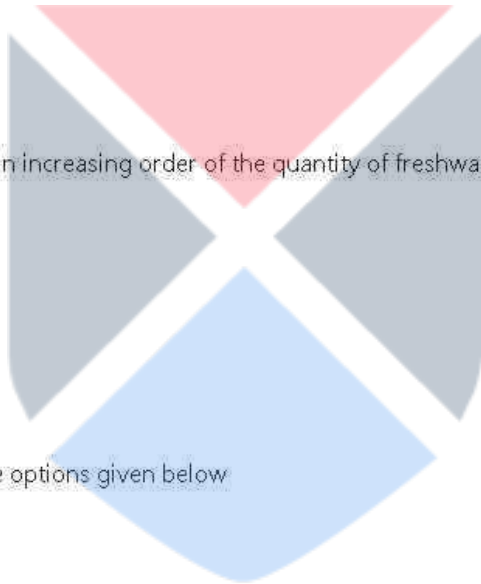 n increasing order of the quantity of freshwa
e options given below